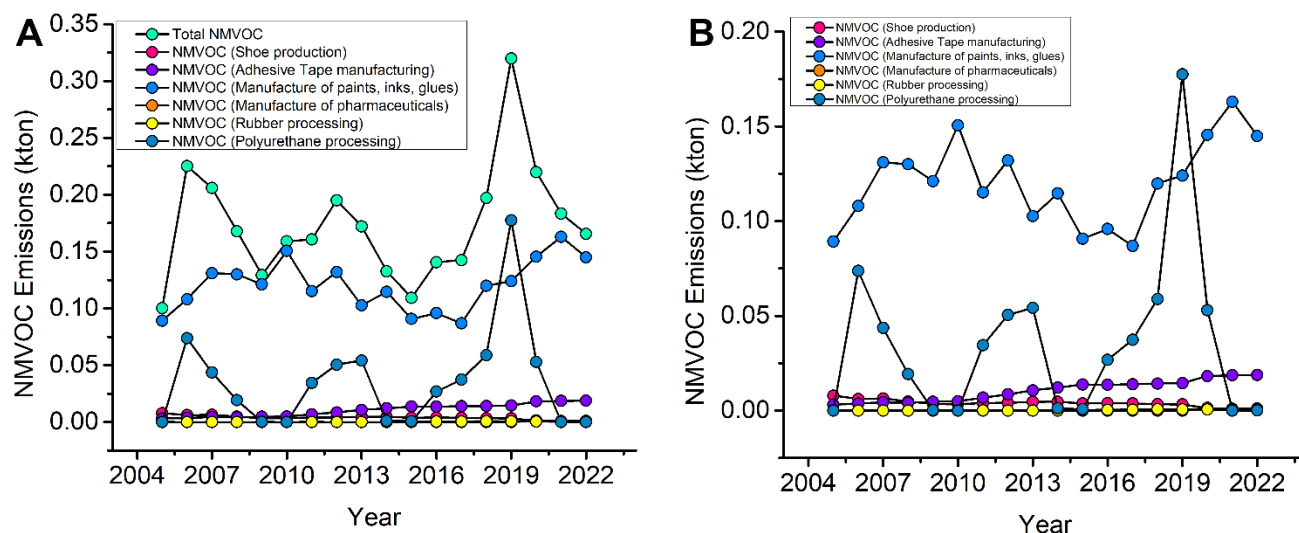 A
Total NMVOC
NMVOC (Shoe production)
NMVOC (Adhesive Tape manufacturing)
NMVOC (Manufacture of paints, inks, glues)
NMVOC (Manufacture of pharmaceuticals)
NMVOC (Rubber processing)
NMVOC (Polyurethane processing)
NMVOC Emissions (kton)
0.35
0.30
0.25
0.20
0.15
0.10
0.05
0.00
2004 2007 2010 2013 2016 2019 2022
Year
B
NMVOC (Shoe production)
NMVOC (Adhesive Tape manufacturing)
NMVOC (Manufacture of paints, inks, glues)
NMVOC (Manufacture of pharmaceuticals)
NMVOC (Rubber processing)
NMVOC (Polyurethane processing)
NMVOC Emissions (kton)
0.20
0.15
0.10
0.05
0.00
2004 2007 2010 2013 2016 2019 2022
Year